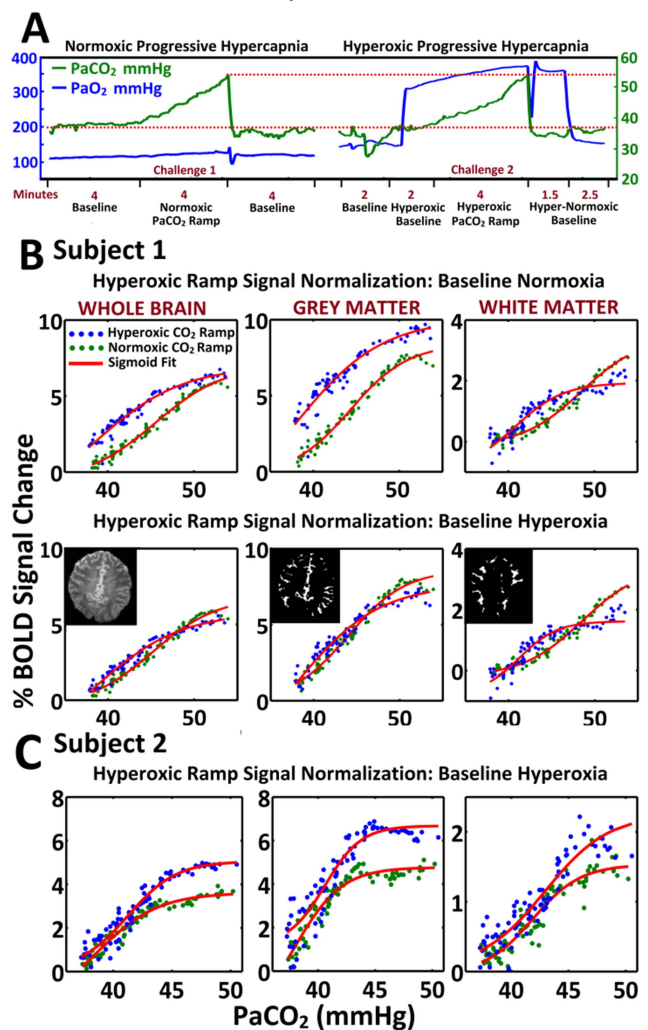 A
Normoxic Progressive Hypercapnia Hyperoxic Progressive Hypercapnia
400 60
PaCO2 mmHg
PaO2 mmHg
300 50
200 40
100 30
20
Challenge 1 Challenge 2
Minutes 4 4 4 2 2 4 1.5 2.5
Baseline Normoxic PaCO2 Ramp Baseline Baseline Hyperoxic Baseline Hyperoxic PaCO2 Ramp Hyper-Normoxic Baseline
B Subject 1
Hyperoxic Ramp Signal Normalization: Baseline Normoxia
WHOLE BRAIN GREY MATTER WHITE MATTER
10 10 4
Hyperoxic CO2 Ramp
Normoxic CO2 Ramp
Sigmoid Fit
5 5 2
0
0 0
40 50 40 50 40 50
% BOLD Signal Change
Hyperoxic Ramp Signal Normalization: Baseline Hyperoxia
10 10 4
5 5 2
0
0 0
40 50 40 50 40 50
C Subject 2
Hyperoxic Ramp Signal Normalization: Baseline Hyperoxia
8 8
6 6 2
4 4
1
2 2
0 0 0
40 45 50 40 45 50 40 45 50
PaCO2 (mmHg)